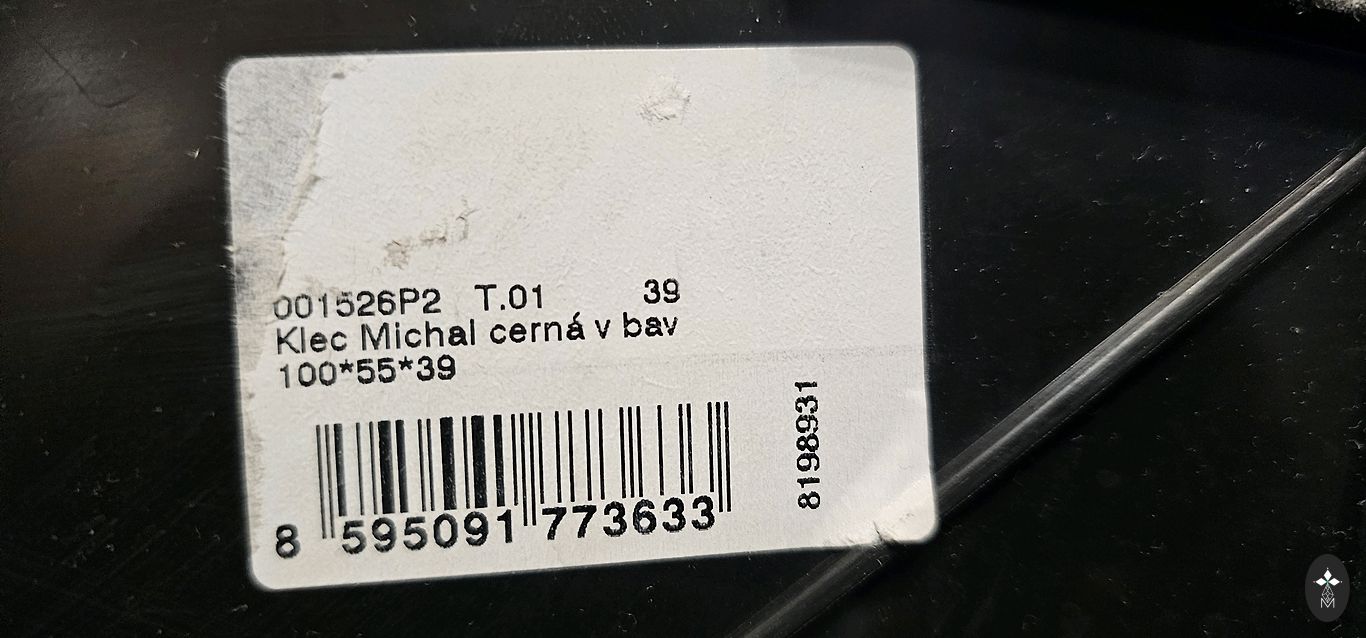 001526P2 T.01 39
Klec Michal cerná v bav
100*55*39
8198931
8 595091 773633
M